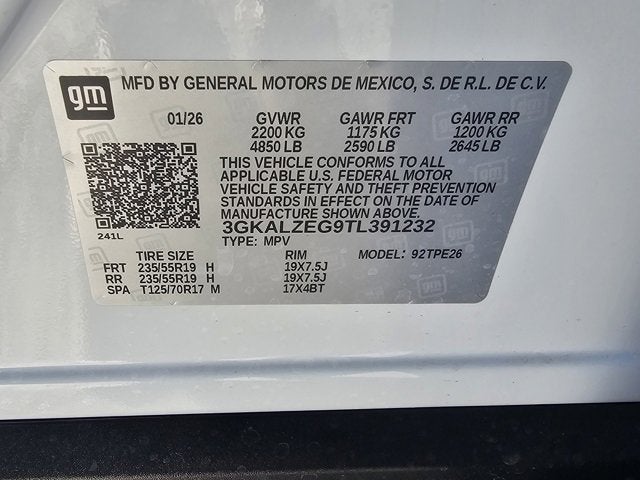 gm MFD BY GENERAL MOTORS DE MEXICO, S. DE R.L. DE C.V.
01/26 GVWR GAWR FRT GAWR RR
2200 KG 1175 KG 1200 KG
4850 LB 2590 LB 2645 LB
THIS VEHICLE CONFORMS TO ALL
APPLICABLE U.S. FEDERAL MOTOR
VEHICLE SAFETY AND THEFT PREVENTION
STANDARDS IN EFFECT ON THE DATE OF
MANUFACTURE SHOWN ABOVE.
3GKALZEG9TL391232
241L TYPE: MPV MODEL: 92TPE26
TIRE SIZE RIM
FRT 235/55R19 H 19X7.5J
RR 235/55R19 H 19X7.5J
SPA T125/70R17 M 17X4BT